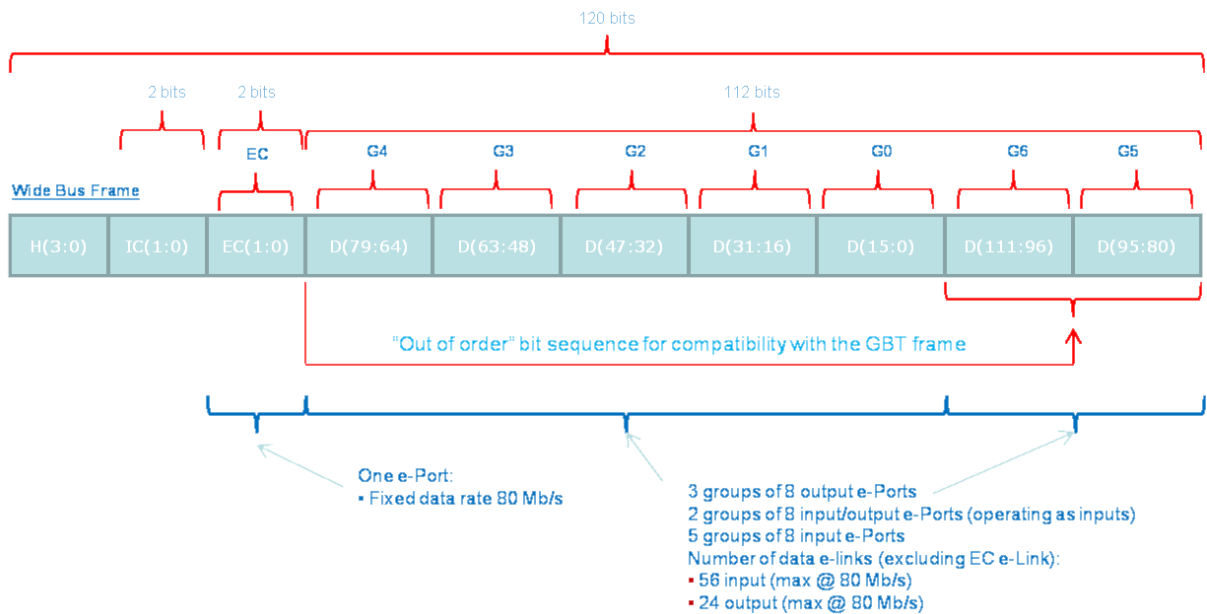 120 bits
2 bits 2 bits 112 bits
EC G4 G3 G2 G1 G0 G6 G5
Wide Bus Frame
H(3:0) IC(1:0) EC(1:0) D(79:64) D(63:48) D(47:32) D(31:16) D(15:0) D(111:96) D(95:80)
"Out of order" bit sequence for compatibility with the GBT frame
One e-Port:
▪ Fixed data rate 80 Mb/s
3 groups of 8 output e-Ports
2 groups of 8 input/output e-Ports (operating as inputs)
5 groups of 8 input e-Ports
Number of data e-links (excluding EC e-Link):
▪ 56 input (max @ 80 Mb/s)
▪ 24 output (max @ 80 Mb/s)